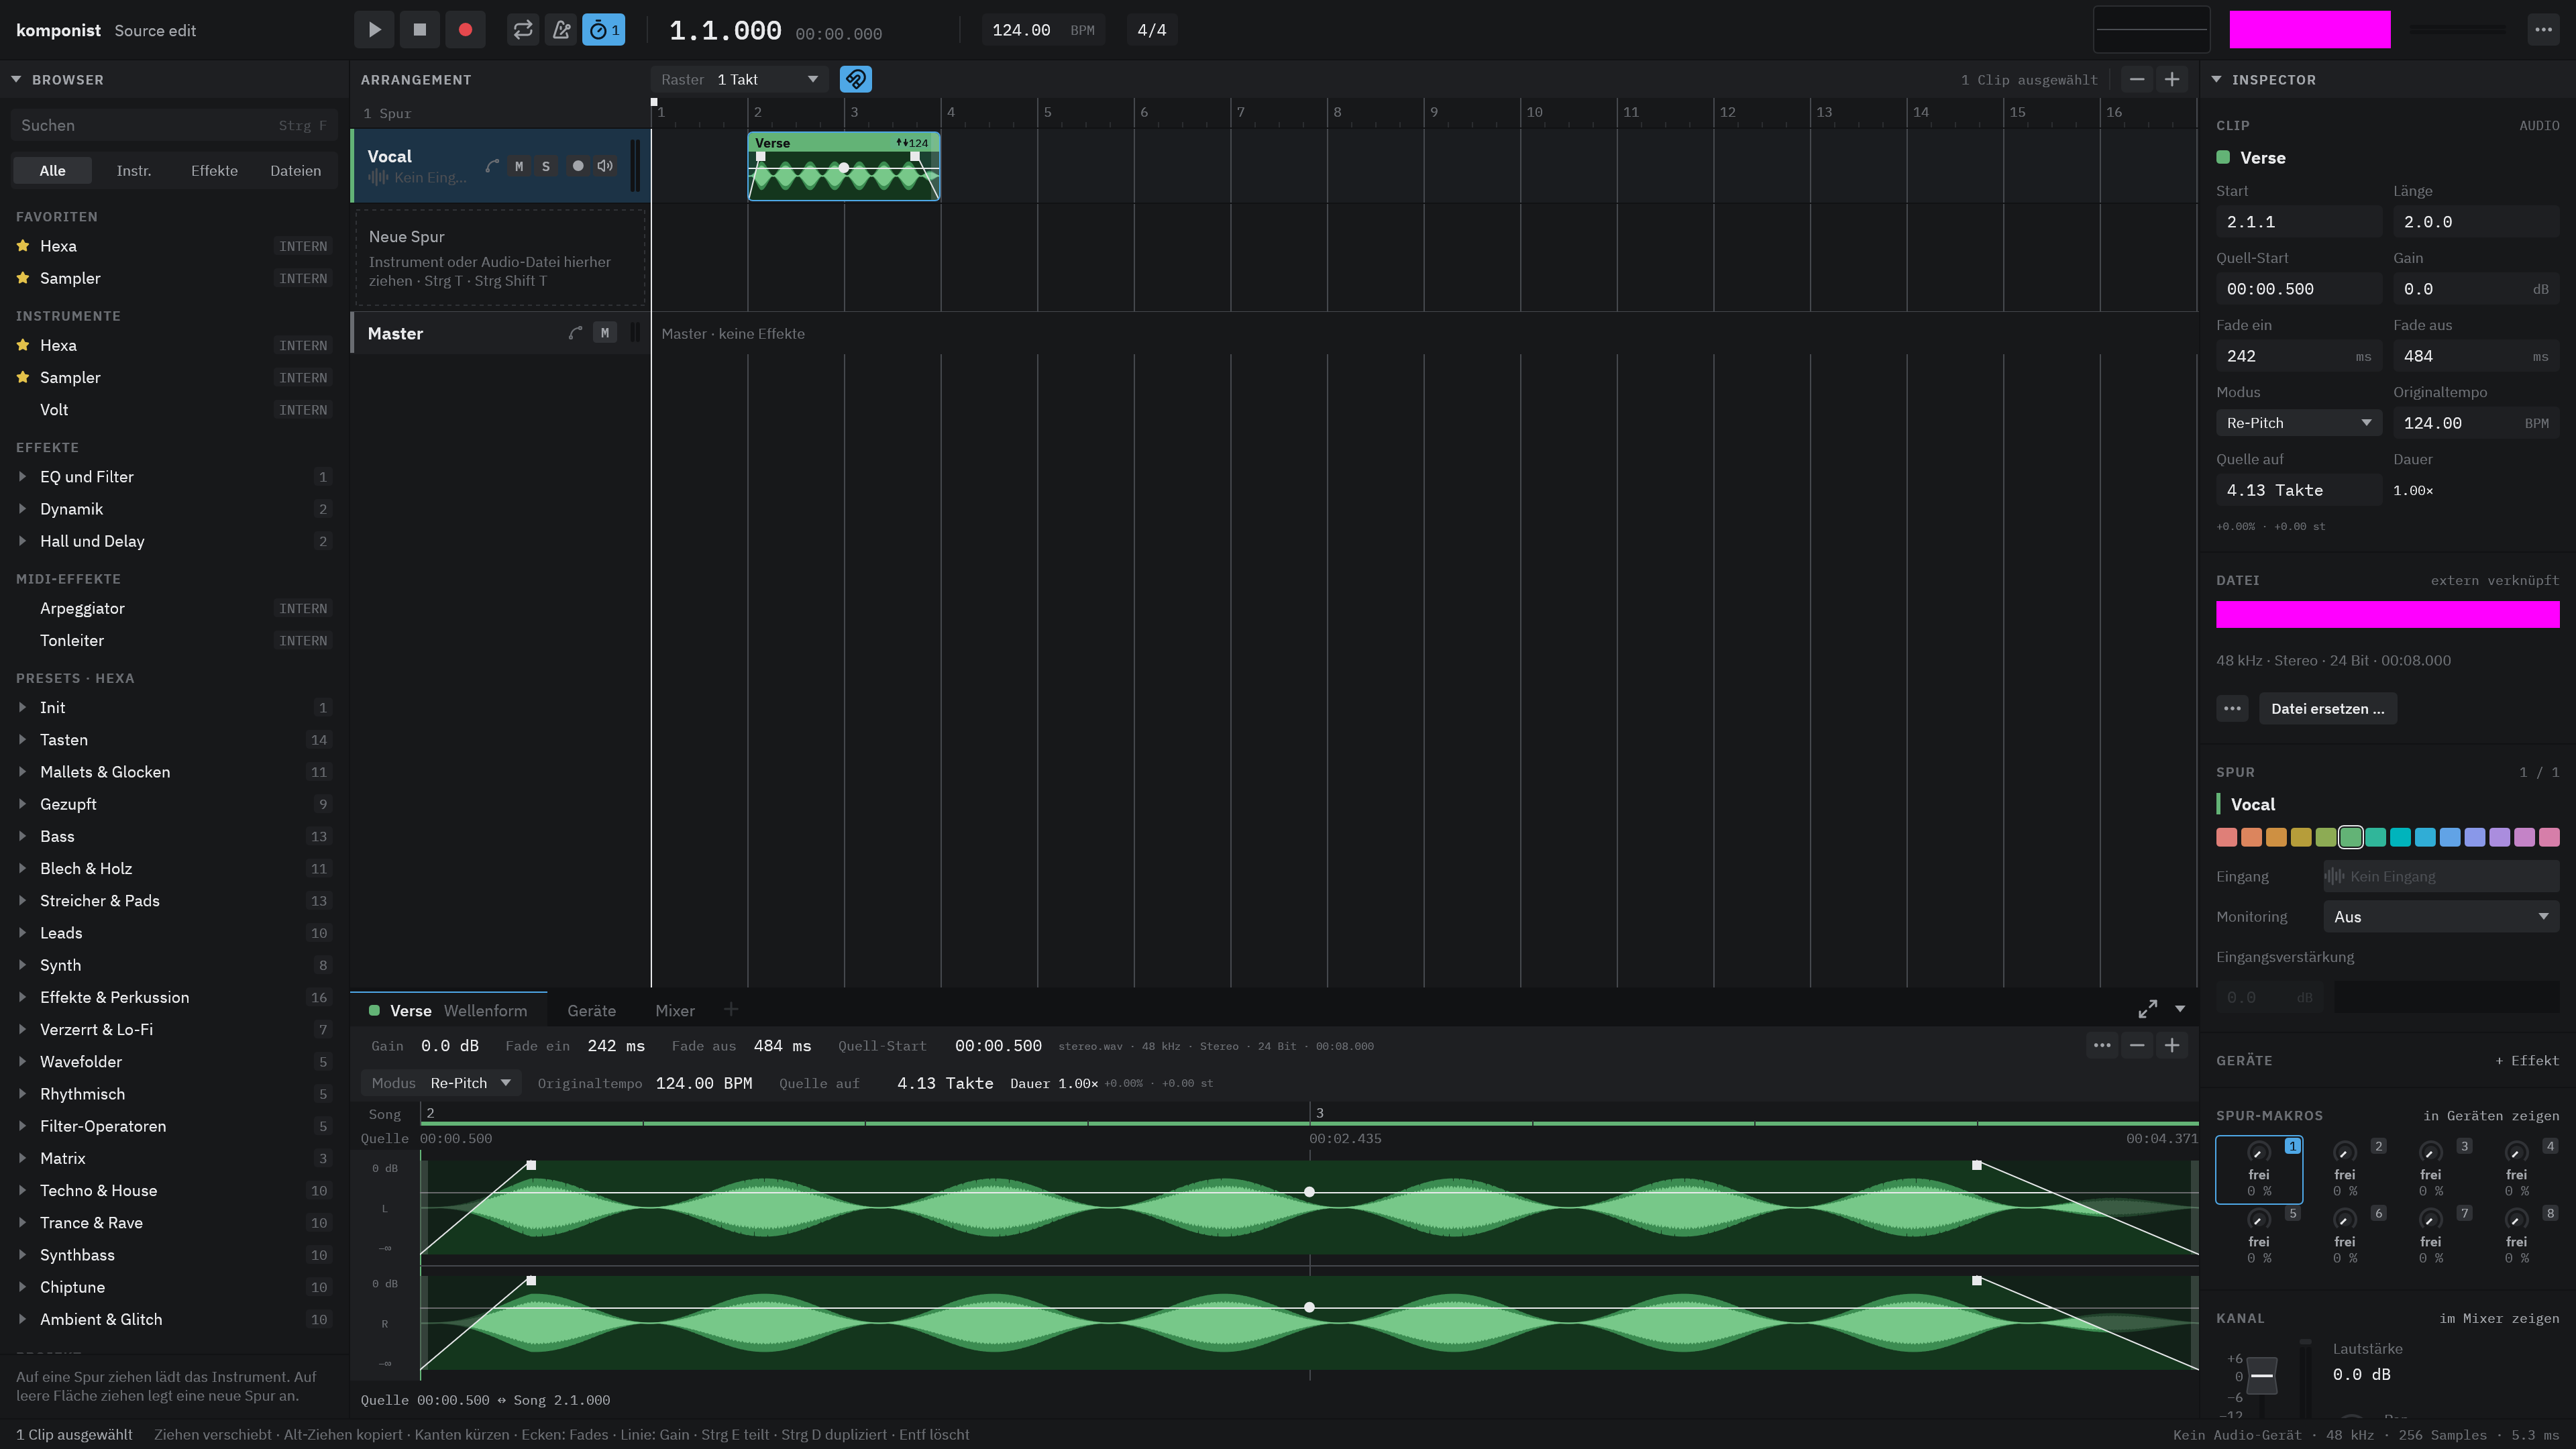 komponist Source edit
1
1.1.000 00:00.000
124.00 BPM
4/4
BROWSER
Suchen Strg F
Alle Instr. Effekte Dateien
FAVORITEN
Hexa INTERN
Sampler INTERN
INSTRUMENTE
Hexa INTERN
Sampler INTERN
Volt INTERN
EFFEKTE
EQ und Filter 1
Dynamik 2
Hall und Delay 2
MIDI-EFFEKTE
Arpeggiator INTERN
Tonleiter INTERN
PRESETS · HEXA
Init 1
Tasten 14
Mallets & Glocken 11
Gezupft 9
Bass 13
Blech & Holz 11
Streicher & Pads 13
Leads 10
Synth 8
Effekte & Perkussion 16
Verzerrt & Lo-Fi 7
Wavefolder 5
Rhythmisch 5
Filter-Operatoren 5
Matrix 3
Techno & House 10
Trance & Rave 10
Synthbass 10
Chiptune 10
Ambient & Glitch 10
Auf eine Spur ziehen lädt das Instrument. Auf
leere Fläche ziehen legt eine neue Spur an.
ARRANGEMENT
Raster 1 Takt
1 Clip ausgewählt
1 Spur
1 2 3 4 5 6 7 8 9 10 11 12 13 14 15 16
Vocal
Kein Eing...
M S
Verse 124
Neue Spur
Instrument oder Audio-Datei hierher
ziehen · Strg T · Strg Shift T
Master M
Master · keine Effekte
Verse Wellenform Geräte Mixer
Gain 0.0 dB Fade ein 242 ms Fade aus 484 ms Quell-Start 00:00.500 stereo.wav · 48 kHz · Stereo · 24 Bit · 00:08.000
Modus Re-Pitch Originaltempo 124.00 BPM Quelle auf 4.13 Takte Dauer 1.00× +0.00% · +0.00 st
Song 2 3
Quelle 00:00.500 00:02.435 00:04.371
0 dB
L
−∞
0 dB
R
−∞
Quelle 00:00.500 ↔ Song 2.1.000
INSPECTOR
CLIP AUDIO
Verse
Start Länge
2.1.1 2.0.0
Quell-Start Gain
00:00.500 0.0 dB
Fade ein Fade aus
242 ms 484 ms
Modus Originaltempo
Re-Pitch 124.00 BPM
Quelle auf Dauer
4.13 Takte 1.00×
+0.00% · +0.00 st
DATEI extern verknüpft
48 kHz · Stereo · 24 Bit · 00:08.000
Datei ersetzen ...
SPUR 1 / 1
Vocal
Eingang Kein Eingang
Monitoring Aus
Eingangsverstärkung
0.0 dB
GERÄTE + Effekt
SPUR-MAKROS in Geräten zeigen
1 2 3 4
frei frei frei frei
0 % 0 % 0 % 0 %
5 6 7 8
frei frei frei frei
0 % 0 % 0 % 0 %
KANAL im Mixer zeigen
Lautstärke
0.0 dB
+6
0
−6
−12
1 Clip ausgewählt Ziehen verschiebt · Alt-Ziehen kopiert · Kanten kürzen · Ecken: Fades · Linie: Gain · Strg E teilt · Strg D dupliziert · Entf löscht
Kein Audio-Gerät · 48 kHz · 256 Samples · 5.3 ms